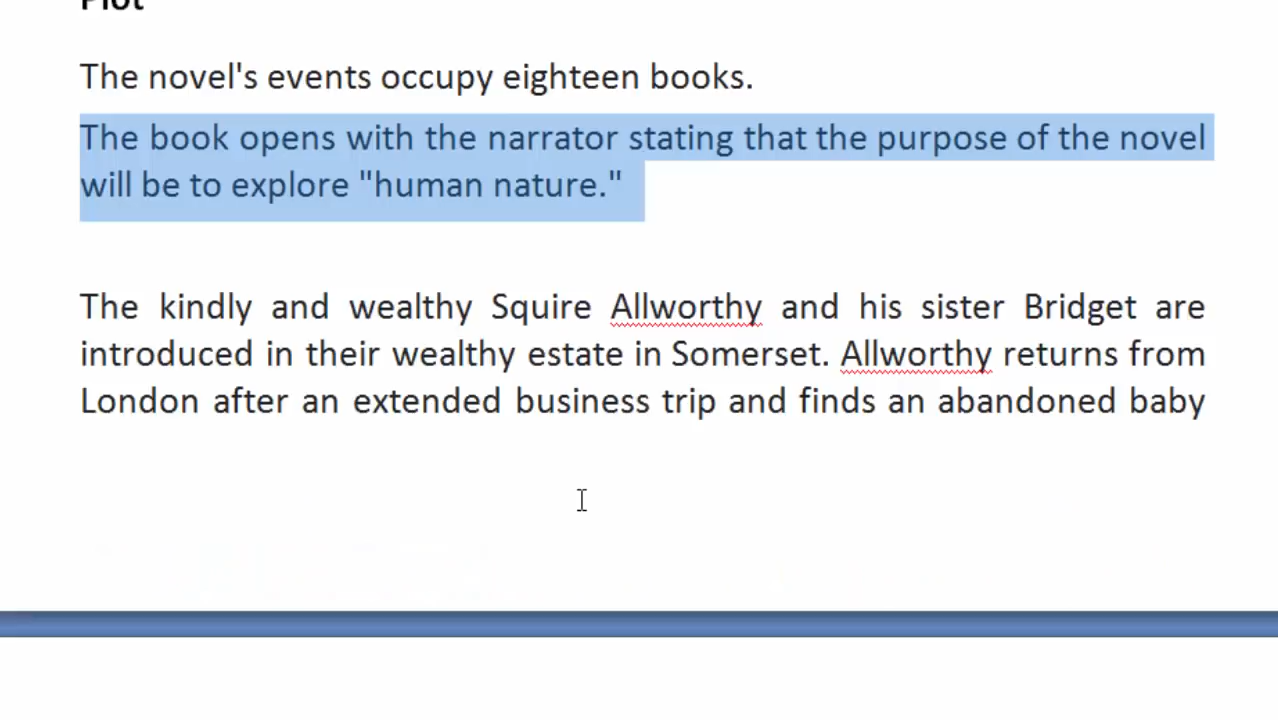 Plot
The novel's events occupy eighteen books.
The book opens with the narrator stating that the purpose of the novel
will be to explore "human nature."
The kindly and wealthy Squire Allworthy and his sister Bridget are
introduced in their wealthy estate in Somerset. Allworthy returns from
London after an extended business trip and finds an abandoned baby